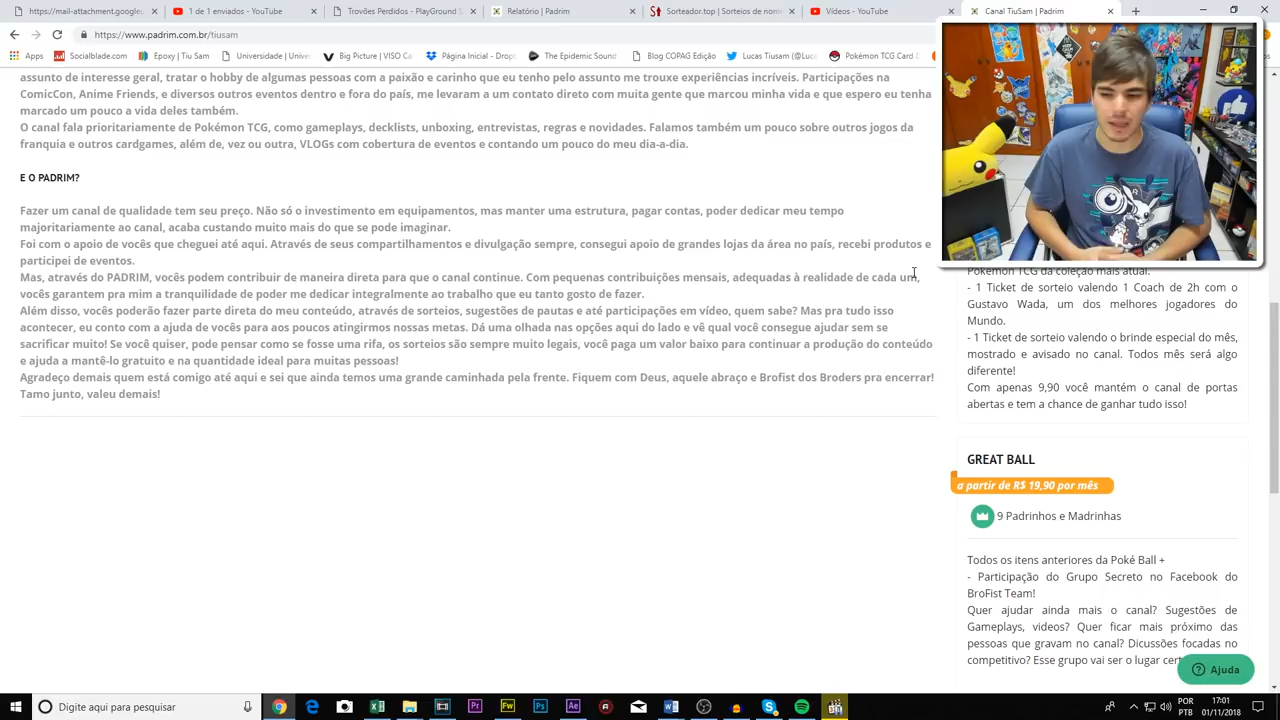 https://mail-attachment.google
1 de 1 enviados - YouTube
Trovões Perdidos - PlayGround
Relatório | Padrim
Sorteador.top | Sorteios de nom
Vídeos - YouTube
Canal TiuSam | Padrim
https://www.padrim.com.br/tiusam
Apps
Socialblade.com
Epoxy | Tiu Sam
Universidade | Univer
Big Picture | VISO Ca
Página Inicial - Dropb
The Epidemic Sound
Blog COPAG Edição
Lucas Tiusam (@Luca
Pokémon TCG Card D
assunto de interesse geral, tratar o hobby de algumas pessoas com a paixão e carinho que eu tenho pelo assunto me trouxe experiências incríveis. Participações na
ComicCon, Anime Friends, e diversos outros eventos dentro e fora do país, me levaram a um contato direto com muita gente que marcou minha vida e que espero eu tenha
marcado um pouco a vida deles também.
O canal fala prioritariamente de Pokémon TCG, como gameplays, decklists, unboxing, entrevistas, regras e novidades. Falamos também um pouco sobre outros jogos da
franquia e outros cardgames, além de, vez ou outra, VLOGs com cobertura de eventos e contando um pouco do meu dia-a-dia.
E O PADRIM?
Fazer um canal de qualidade tem seu preço. Não só o investimento em equipamentos, mas manter uma estrutura, pagar contas, poder dedicar meu tempo
majoritariamente ao canal, acaba custando muito mais do que se pode imaginar.
Foi com o apoio de vocês que cheguei até aqui. Através de seus compartilhamentos e divulgação sempre, consegui apoio de grandes lojas da área no país, recebi produtos e
participei de eventos.
Mas, através do PADRIM, vocês podem contribuir de maneira direta para que o canal continue. Com pequenas contribuições mensais, adequadas à realidade de cada um,
vocês garantem pra mim a tranquilidade de poder me dedicar integralmente ao trabalho que eu tanto gosto de fazer.
Além disso, vocês poderão fazer parte direta do meu conteúdo, através de sorteios, sugestões de pautas e até participações em vídeo, quem sabe? Mas pra tudo isso
acontecer, eu conto com a ajuda de vocês para aos poucos atingirmos nossas metas. Dá uma olhada nas opções aqui do lado e vê qual você consegue ajudar sem se
sacrificar muito! Se você quiser, pode pensar como se fosse uma rifa, os sorteios são sempre muito legais, você paga um valor baixo para continuar a produção do conteúdo
e ajuda a mantê-lo gratuito e na quantidade ideal para muitas pessoas!
Agradeço demais quem está comigo até aqui e sei que ainda temos uma grande caminhada pela frente. Fiquem com Deus, aquele abraço e Brofist dos Broders pra encerrar!
Tamo junto, valeu demais!
Pokémon TCG da coleção mais atual.
- 1 Ticket de sorteio valendo 1 Coach de 2h com o
Gustavo Wada, um dos melhores jogadores do
Mundo.
- 1 Ticket de sorteio valendo o brinde especial do mês,
mostrado e avisado no canal. Todos mês será algo
diferente!
Com apenas 9,90 você mantém o canal de portas
abertas e tem a chance de ganhar tudo isso!
GREAT BALL
a partir de R$ 19,90 por mês
9 Padrinhos e Madrinhas
Todos os itens anteriores da Poké Ball +
- Participação do Grupo Secreto no Facebook do
BroFist Team!
Quer ajudar ainda mais o canal? Sugestões de
Gameplays, videos? Quer ficar mais próximo das
pessoas que gravam no canal? Dicussões focadas no
competitivo? Esse grupo vai ser o lugar cert
Ajuda
Digite aqui para pesquisar
POR
PTB
17:01
01/11/2018